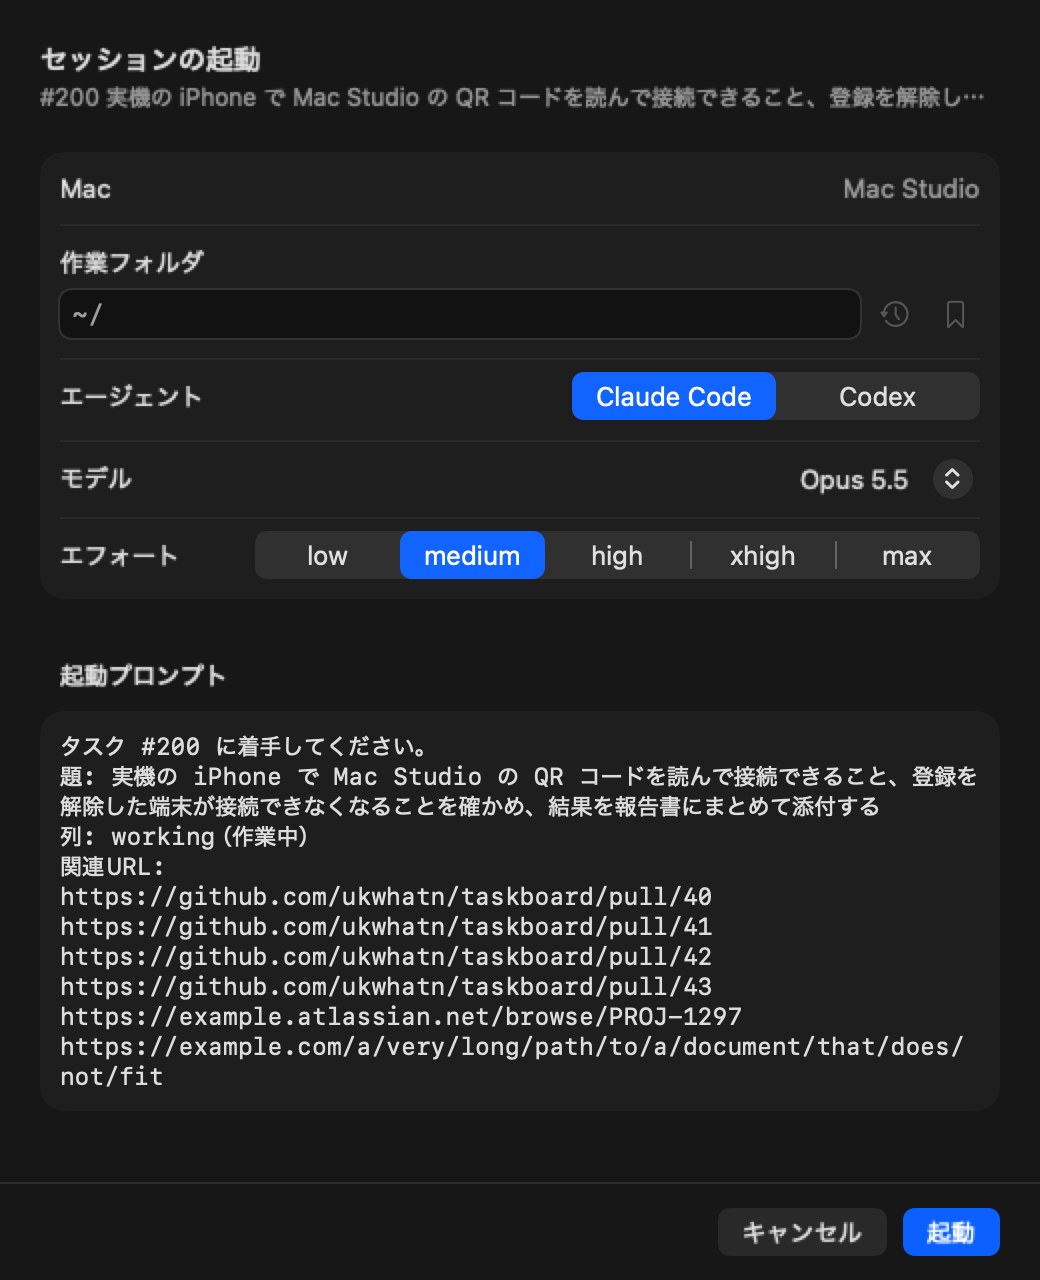 セッションの起動
#200 実機の iPhone で Mac Studio の QR コードを読んで接続できること、登録を解除し…
Mac
Mac Studio
作業フォルダ
~/
エージェント
Claude Code
Codex
モデル
Opus 5.5
エフォート
low
medium
high
xhigh
max
起動プロンプト
タスク #200 に着手してください。
題: 実機の iPhone で Mac Studio の QR コードを読んで接続できること、登録を
解除した端末が接続できなくなることを確かめ、結果を報告書にまとめて添付する
列: working（作業中）
関連URL:
https://github.com/ukwhatn/taskboard/pull/40
https://github.com/ukwhatn/taskboard/pull/41
https://github.com/ukwhatn/taskboard/pull/42
https://github.com/ukwhatn/taskboard/pull/43
https://example.atlassian.net/browse/PROJ-1297
https://example.com/a/very/long/path/to/a/document/that/does/
not/fit
キャンセル
起動